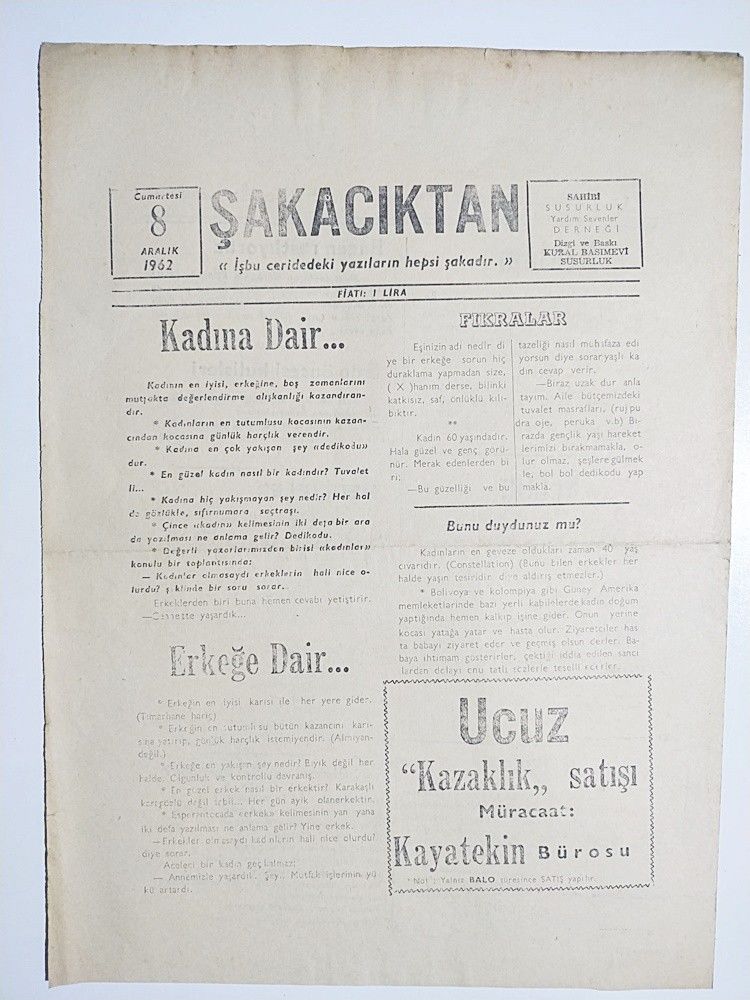 Cumartesi
8
ARALIK
1962
ŞAKACIKTAN
« İşbu ceridedeki yazıların hepsi şakadır. »
SAHİBİ
SUSURLUK
Yardım Sevenler
DERNEĞİ
Dizgi ve Baskı
KURAL BASIMEVİ
SUSURLUK
FİATI: 1 LİRA
Kadına Dair...
Kadının en iyisi, erkeğine, boş zamanlarını
mutfakta değerlendirme alışkanlığı kazandıran-
dır.
* Kadınların en tutumlusu kocasının kazan-
cından kocasına günlük harçlık verendir.
* Kadına en çok yakışan şey «dedikodu»
dur.
* En güzel kadın nasıl bir kadındır? Tuvalet
li...
* Kadına hiç yakışmayan şey nedir? Her hal
de gözlükle, sıfırnumara saçtraşı.
* Çince «kadın» kelimesinin iki defa bir ara
da yazılması ne anlama gelir? Dedikodu.
* Değerli yazarlarımızdan birisi «kadınlar»
konulu bir toplantısında:
— Kadınlar olmasaydı erkeklerin hali nice o-
lurdu? şeklinde bir soru sorar.
Erkeklerden biri buna hemen cevabı yetiştirir.
—Cennette yaşardık...
Erkeğe Dair...
* Erkeğin en iyisi karısı ile her yere gider.
(Timarhane hariç)
* Erkeğin en tutumlusu bütün kazancını karı-
sına yatırıp, günlük harçlık istemiyendir. (Almıyan-
değil.)
* Erkeğe en yakışan şey nedir? Bıyık değil her
halde. Olgunluk ve kontrollu davranış.
* En güzel erkek nasıl bir erkektir? Karakaşlı
karagözlü değil tabii... Her gün ayık olanerkektir.
* Esperantocada «erkek» kelimesinin yan yana
iki defa yazılması ne anlama gelir? Yine erkek.
—Erkekler olmasaydı kadınların hali nice olurdu?
diye sorar.
Aceleci bir kadın
— Annemizle yaşardık. Şey.. Mutfak işlerinin yü
kü artardı.
FIKRALAR
Eşinizin adı nedir di
ye bir erkeğe sorun hiç
duraklama yapmadan size,
( X )hanım derse, bilinki
katkısız, saf, önlüklü kılı-
bıktır.
**
Kadın 60 yaşındadır.
Hala güzel ve genç görü-
nür. Merak edenlerden bi
ri:
—Bu güzelliği ve bu
tazeliği nasıl muhafaza edi
yorsun diye sorar yaşlı ka
dın cevap verir.
—Biraz uzak dur anla
tayım. Aile bütçemizdeki
tuvalet masrafları, (ruj pu
dra oje, peruka v.b) Bi-
razda gençlik yaşı hareket
lerimizi bırakmamakla, o-
lur olmaz, şeylere gülmek
le; bol bol dedikodu yap
makla.
Bunu duydunuz mu?
Kadınların en geveze oldukları zaman 40 yaş
cıvarıdır. (Constellation) (Bunu bilen erkekler her
halde yaşın tesiridir diye aldırış etmezler.)
* Bolivoya ve kolompiya gibi Güney Amerika
memleketlarinde bazı yerli kabilelerde kadın doğum
yaptığında hemen kalkıp işine gider. Onun yerine
kocası yatağa yatar ve hasta olur. Ziyaretciler has
ta babayı ziyaret eder ve geçmiş olsun derler. Ba-
baya ihtimam gösterirler, çektiği iddia edilen sancı
lardan dolayı onu tatlı sözlerle teselli ederler.
Ucuz
“Kazaklık„ satışı
Müracaat:
Kayatekin Bürosu
* Not : Yalnız BALO süresince SATIŞ yapılır.